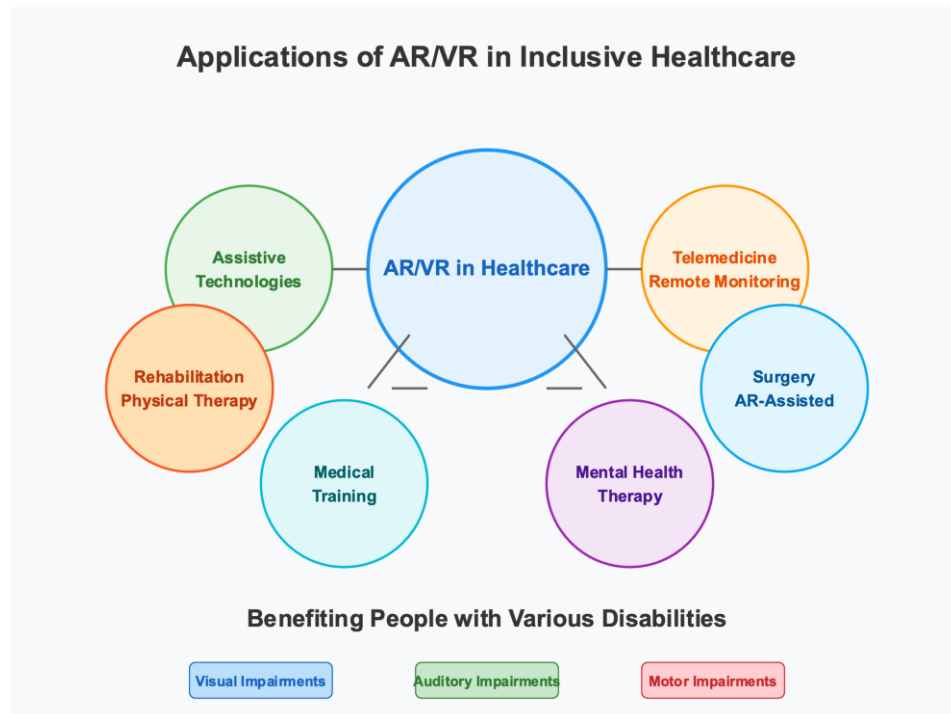 Applications of AR/VR in Inclusive Healthcare
Assistive
Technologies
AR/VR in Healthcare
Telemedicine
Remote Monitoring
Rehabilitation
Physical Therapy
Surgery
AR-Assisted
Medical
Training
Mental Health
Therapy
Benefiting People with Various Disabilities
Visual Impairments
Auditory Impairments
Motor Impairments